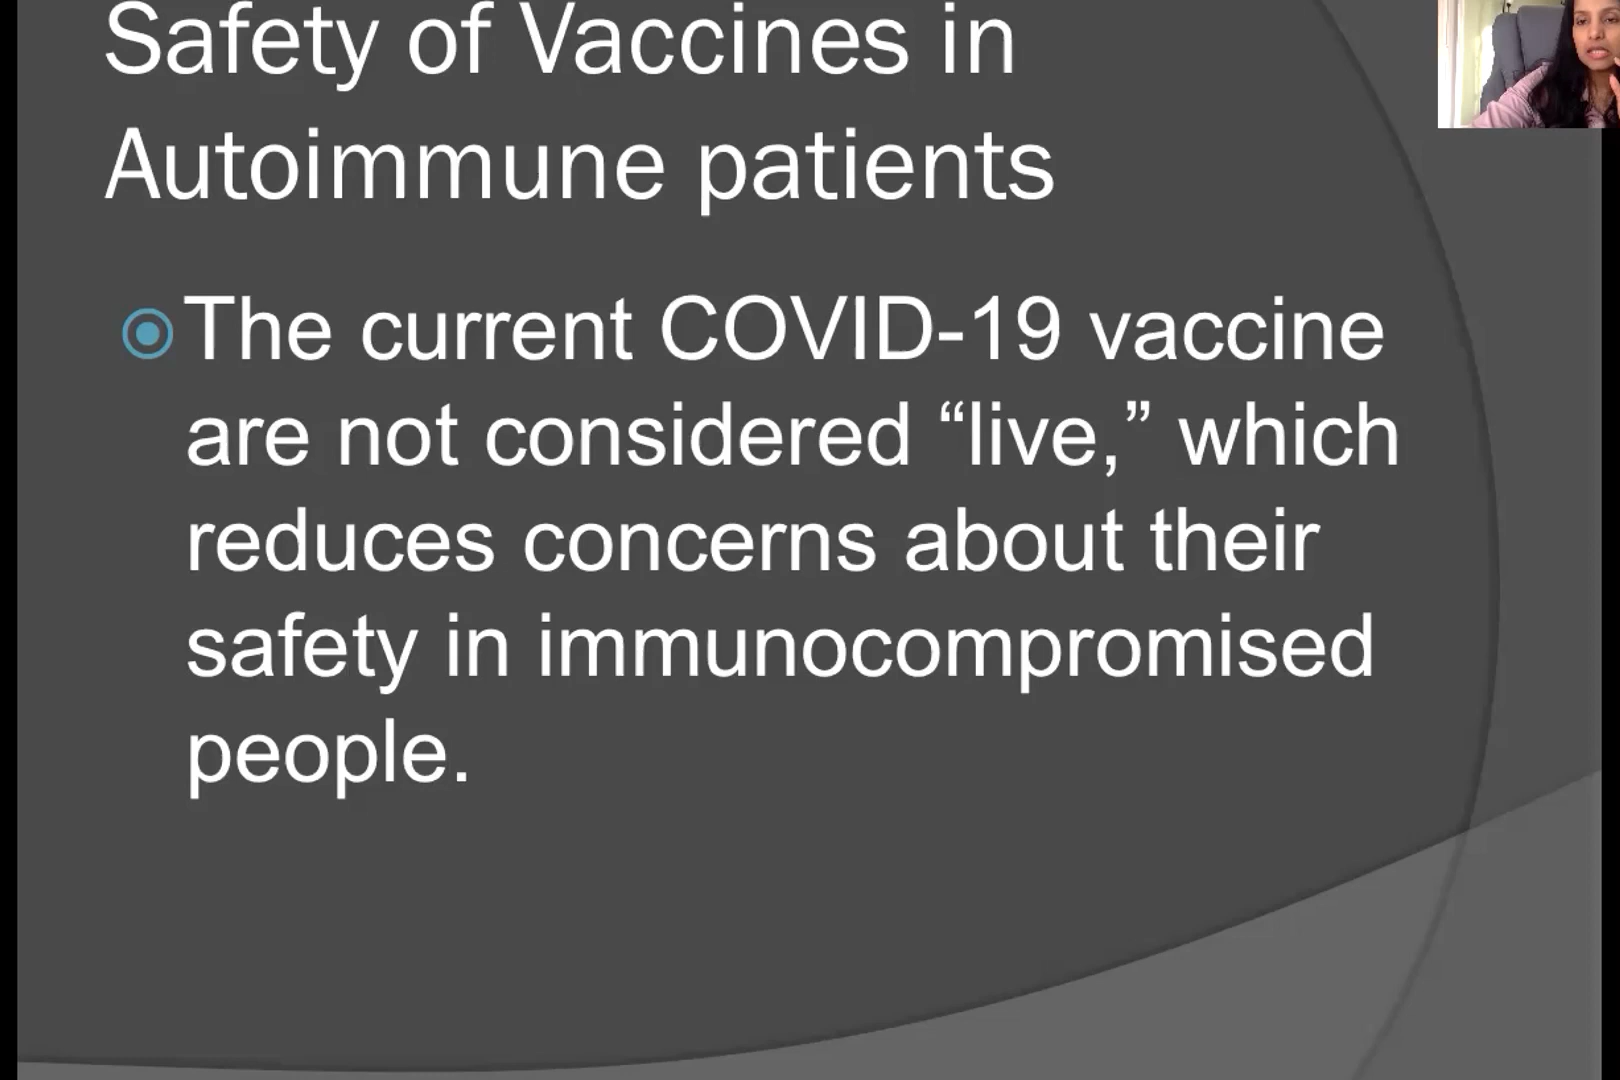 Safety of Vaccines in
Autoimmune patients
The current COVID-19 vaccine
are not considered “live,” which
reduces concerns about their
safety in immunocompromised
people.